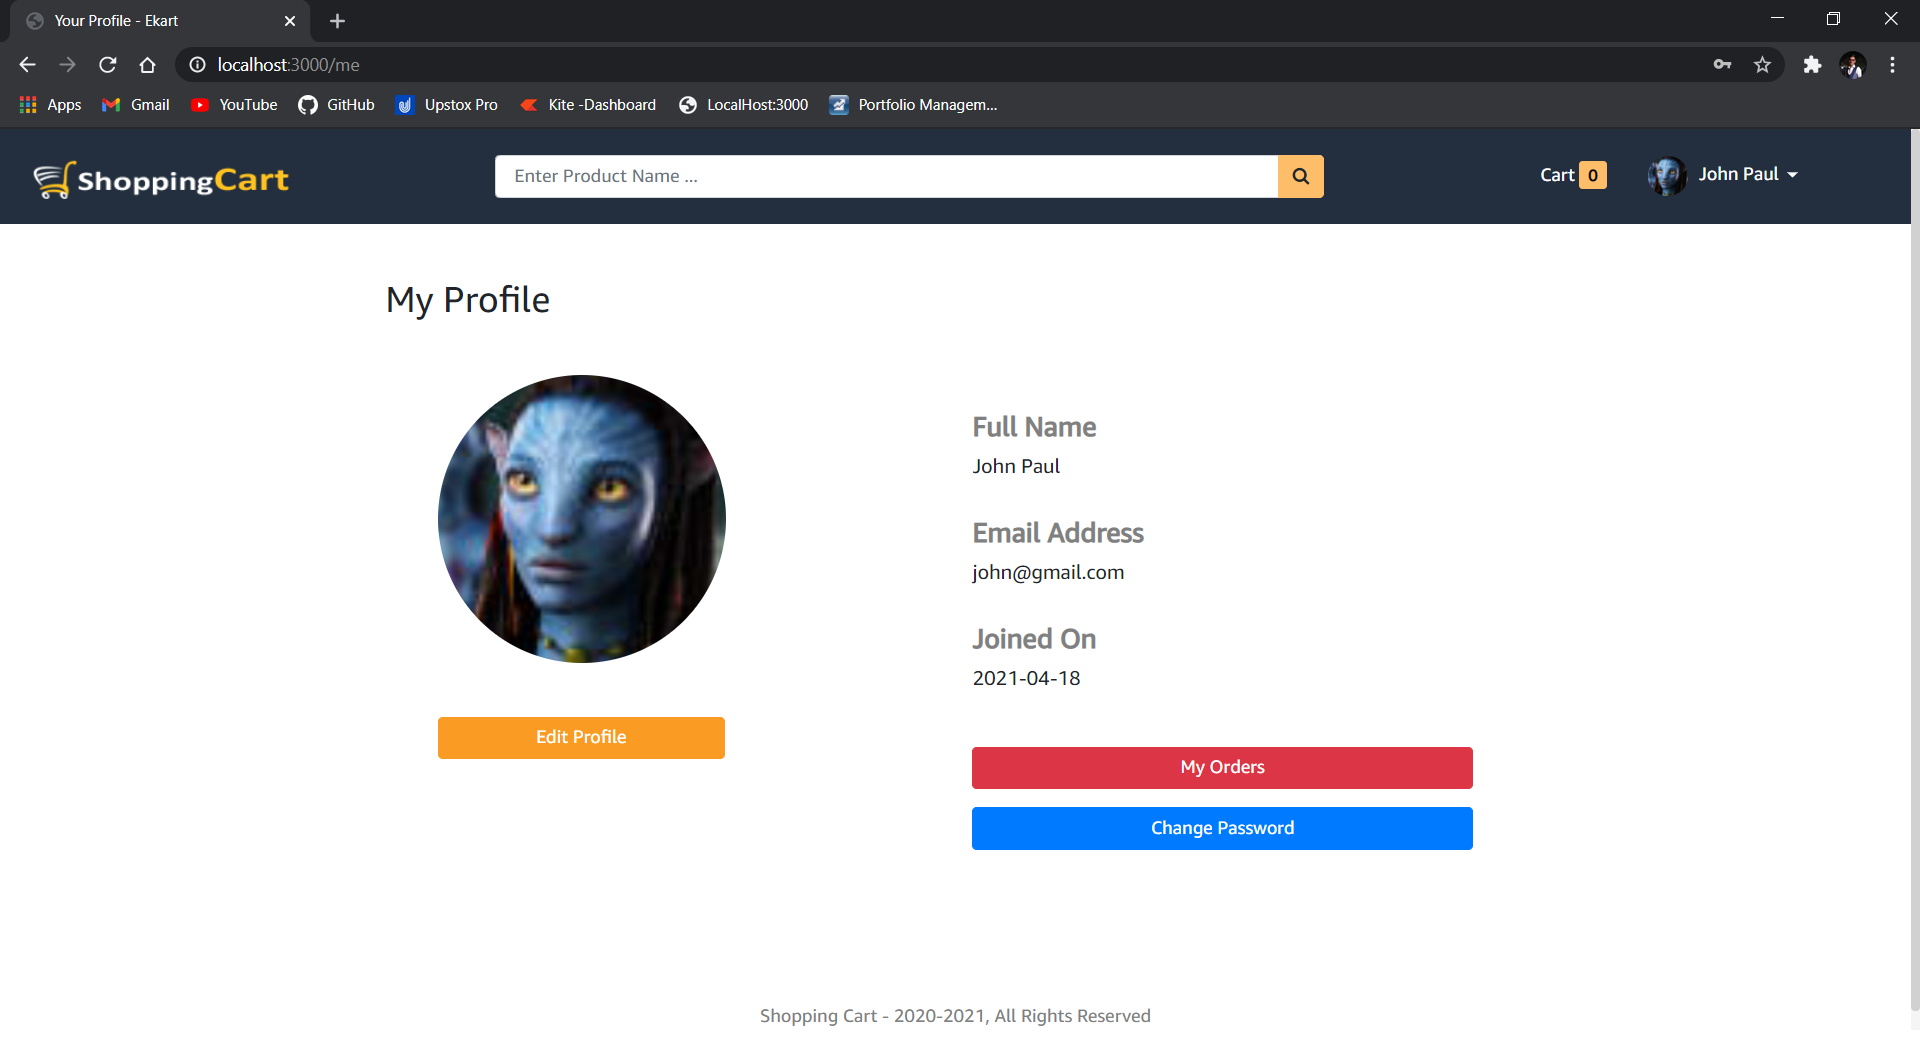 Your Profile - Ekart
localhost:3000/me
Apps Gmail YouTube GitHub Upstox Pro Kite -Dashboard LocalHost:3000 Portfolio Managem...
ShoppingCart
Enter Product Name ...
Cart 0
John Paul
My Profile
Full Name
John Paul
Email Address
john@gmail.com
Joined On
2021-04-18
Edit Profile
My Orders
Change Password
Shopping Cart - 2020-2021, All Rights Reserved